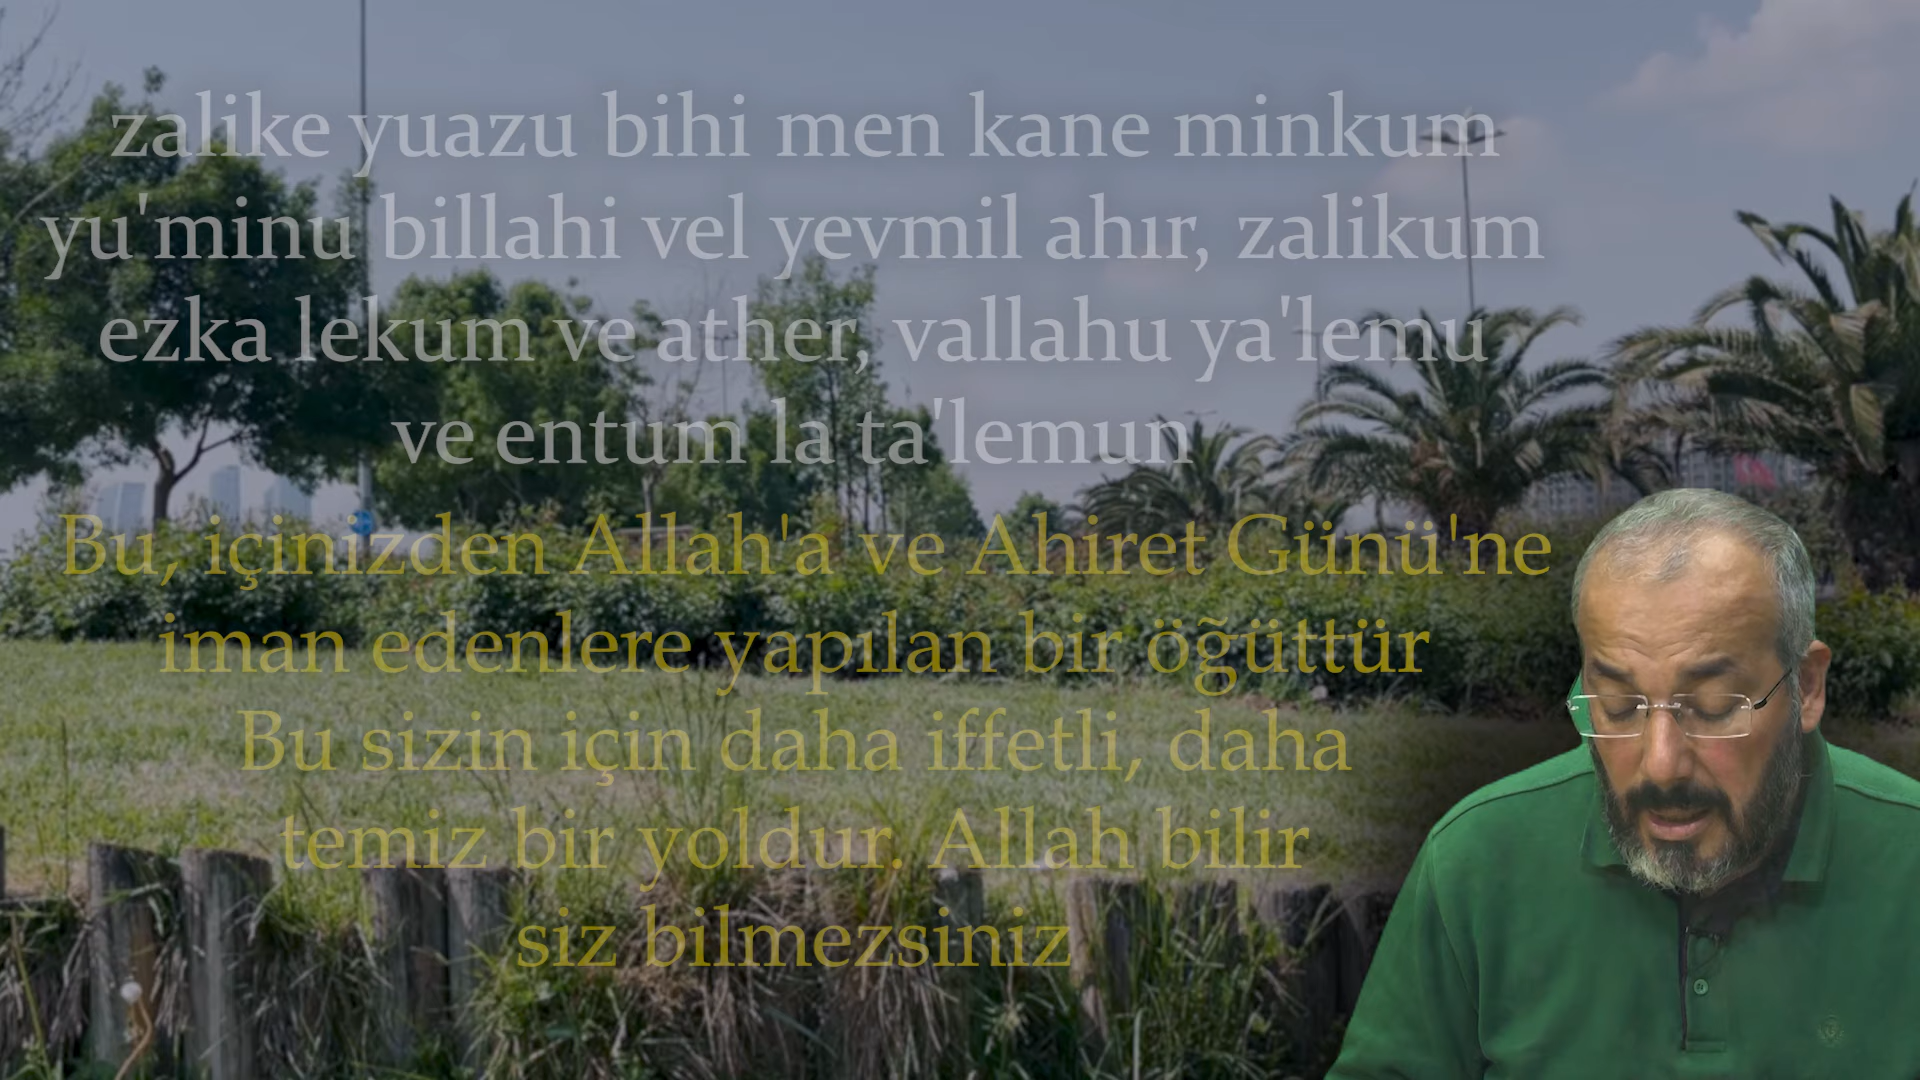 zalike yuazu bihi men kane minkum
yu'minu billahi vel yevmil ahır, zalikum
ezka lekum ve ather, vallahu ya'lemu
ve entum la ta'lemun
Bu, içinizden Allah'a ve Ahiret Günü'ne
iman edenlere yapılan bir öğüttür
Bu sizin için daha iffetli, daha
temiz bir yoldur. Allah bilir
siz bilmezsiniz